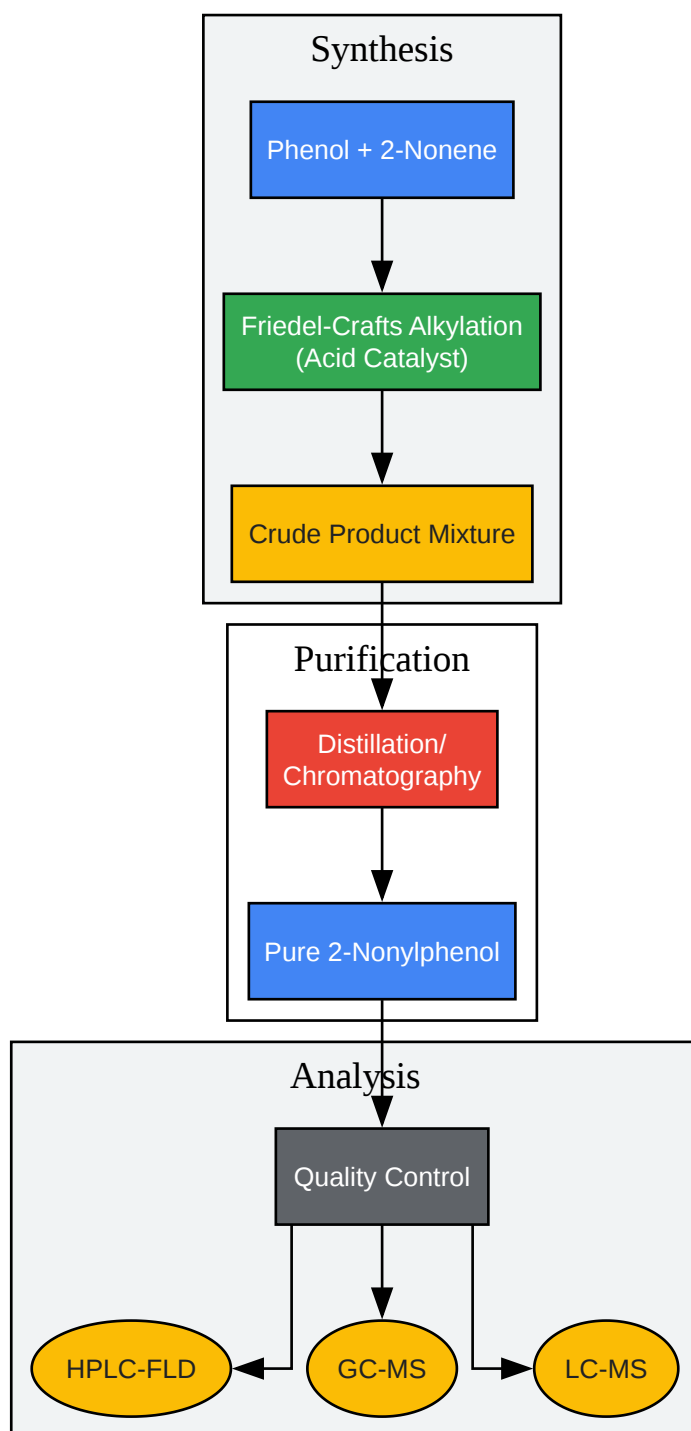 Synthesis
Phenol + 2-Nonene
Friedel-Crafts Alkylation
(Acid Catalyst)
Crude Product Mixture
Purification
Distillation/
Chromatography
Pure 2-Nonylphenol
Analysis
Quality Control
HPLC-FLD
GC-MS
LC-MS